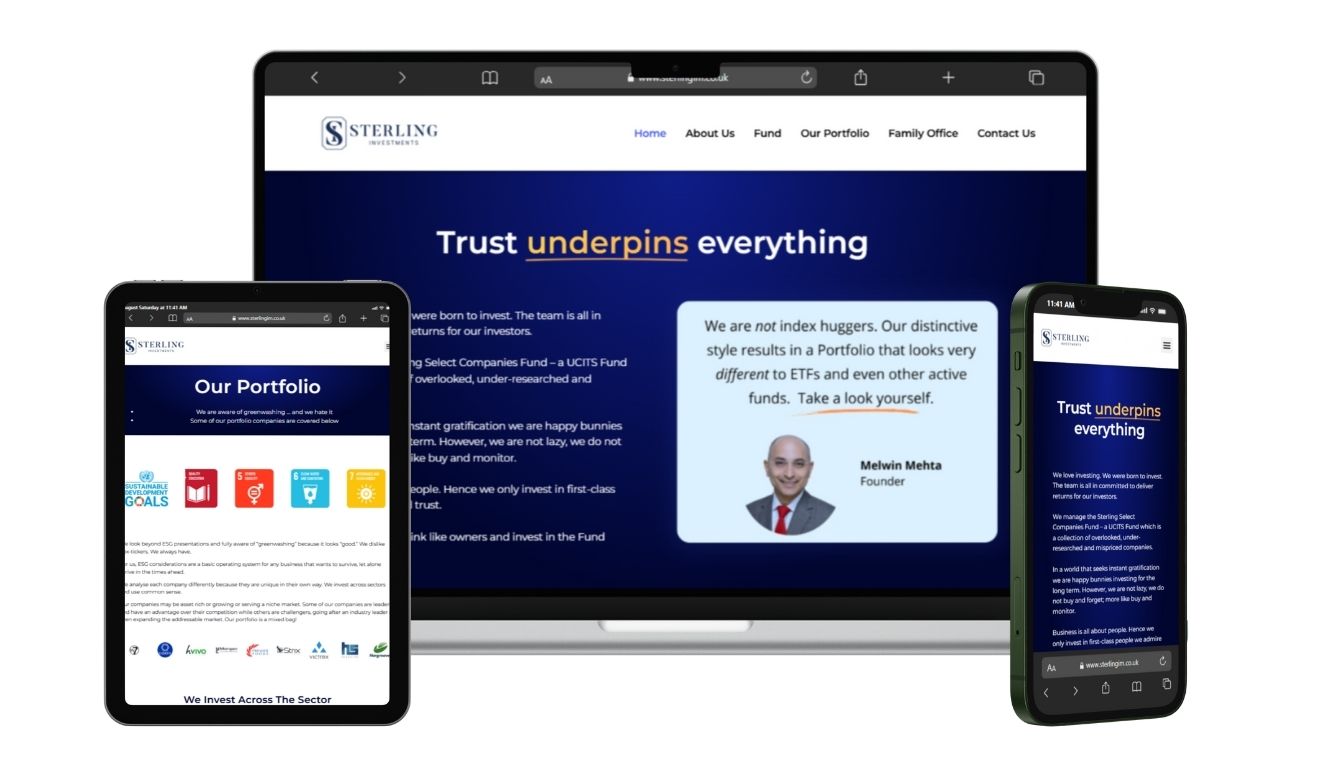 www.sterlingim.co.uk
STERLING
INVESTMENTS
Home About Us Fund Our Portfolio Family Office Contact Us
Trust underpins everything
were born to invest. The team is all in
eturns for our investors.
ng Select Companies Fund – a UCITS Fund
f overlooked, under-researched and
nstant gratification we are happy bunnies
term. However, we are not lazy, we do not
ike buy and monitor.
eople. Hence we only invest in first-class
trust.
ink like owners and invest in the Fund
We are not index huggers. Our distinctive
style results in a Portfolio that looks very
different to ETFs and even other active
funds. Take a look yourself.
Melwin Mehta
Founder
ugust Saturday at 11:41 AM
AA www.sterlingim.co.uk
STERLING
INVESTMENTS
Our Portfolio
We are aware of greenwashing ... and we hate it
Some of our portfolio companies are covered below
SUSTAINABLE
DEVELOPMENT
GOALS
5 GENDER EQUALITY
6 CLEAN WATER AND SANITATION
7
e look beyond ESG presentations and fully aware of "greenwashing" because it looks "good." We dislike
x-tickers. We always have.
r us, ESG considerations are a basic operating system for any business that wants to survive, let alone
rive in the times ahead.
e analyse each company differently because they are unique in their own way. We invest across sectors
d use common sense.
ur companies may be asset rich or growing or serving a niche market. Some of our companies are leader
d have an advantage over their competition while others are challengers, going after an industry leader
en expanding the addressable market. Our portfolio is a mixed bag!
hvivo
Strix
VICTREX
Hargreaves
We Invest Across The Sector
11:41 AM
STERLING
INVESTMENTS
Trust underpins
everything
We love investing. We were born to invest.
The team is all in committed to deliver
returns for our investors.
We manage the Sterling Select
Companies Fund – a UCITS Fund which is
a collection of overlooked, under-
researched and mispriced companies.
In a world that seeks instant gratification
we are happy bunnies investing for the
long term. However, we are not lazy, we do
not buy and forget; more like buy and
monitor.
Business is all about people. Hence we
only invest in first-class people we admire
AA www.sterlingim.co.uk